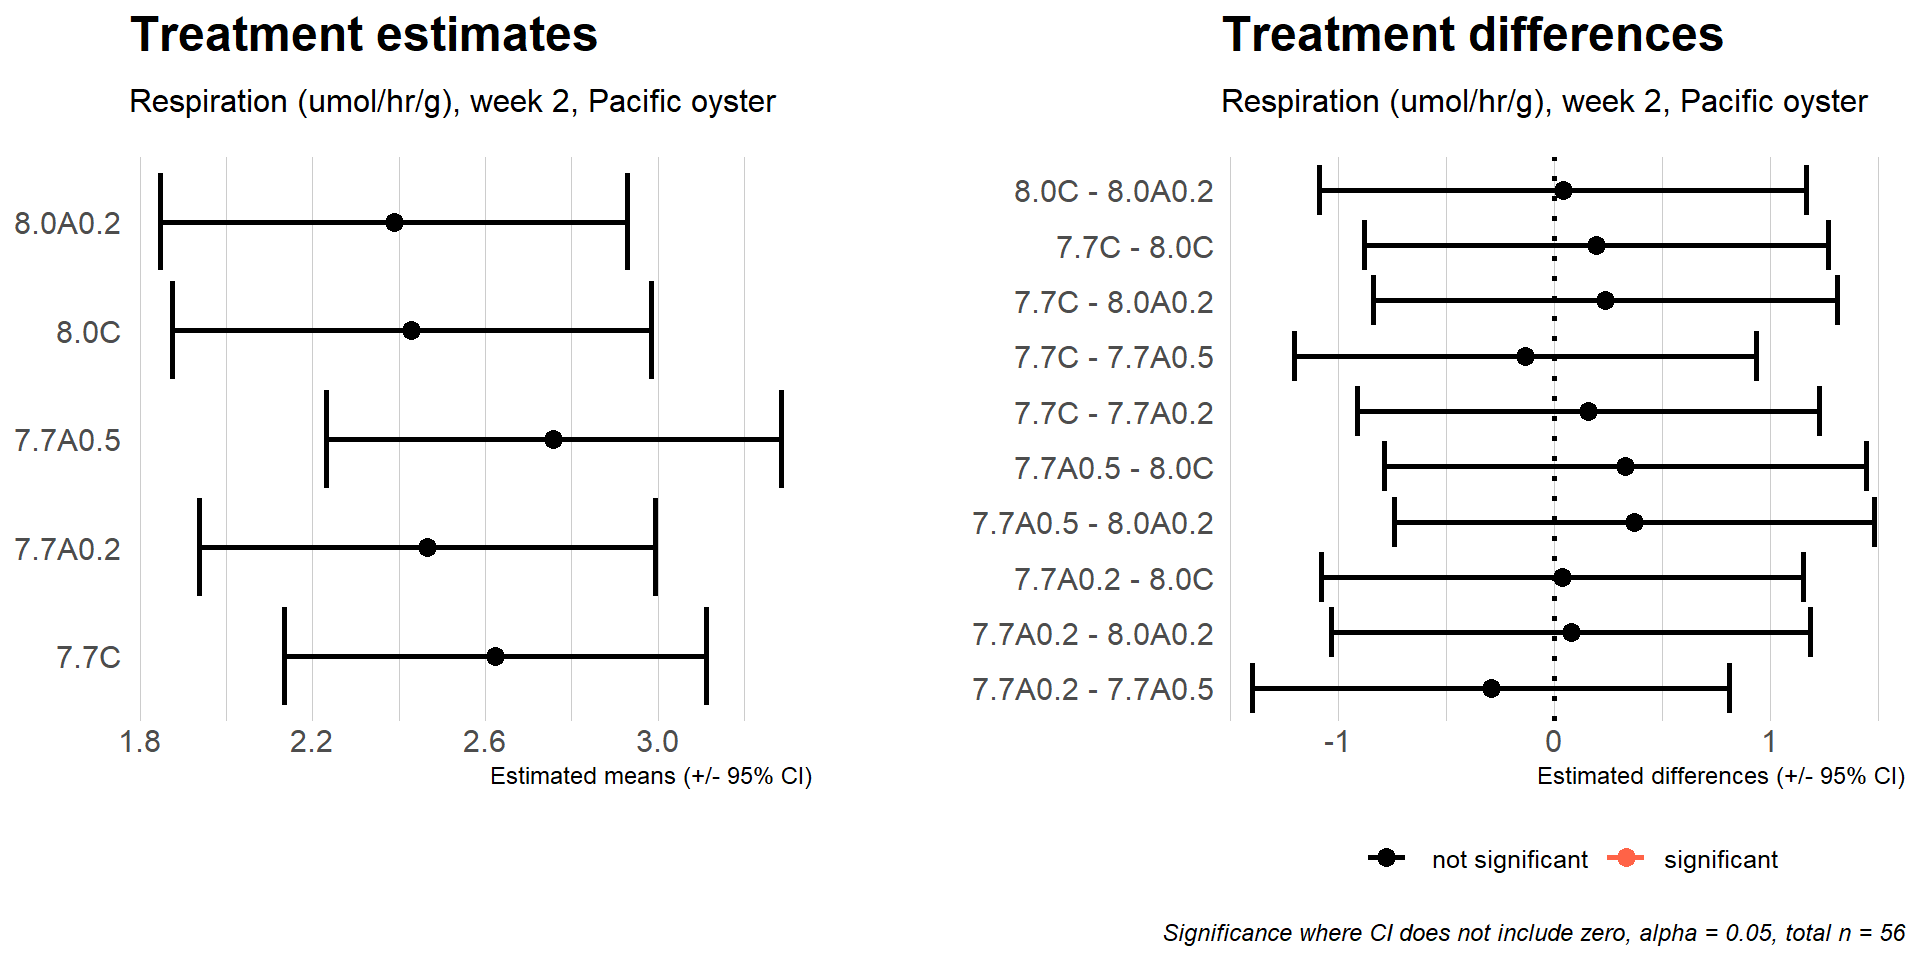 Treatment estimates
Respiration (umol/hr/g), week 2, Pacific oyster
8.0A0.2
8.0C
7.7A0.5
7.7A0.2
7.7C
1.8 2.2 2.6 3.0
Estimated means (+/- 95% CI)
Treatment differences
Respiration (umol/hr/g), week 2, Pacific oyster
8.0C - 8.0A0.2
7.7C - 8.0C
7.7C - 8.0A0.2
7.7C - 7.7A0.5
7.7C - 7.7A0.2
7.7A0.5 - 8.0C
7.7A0.5 - 8.0A0.2
7.7A0.2 - 8.0C
7.7A0.2 - 8.0A0.2
7.7A0.2 - 7.7A0.5
-1 0 1
Estimated differences (+/- 95% CI)
not significant significant
Significance where CI does not include zero, alpha = 0.05, total n = 56